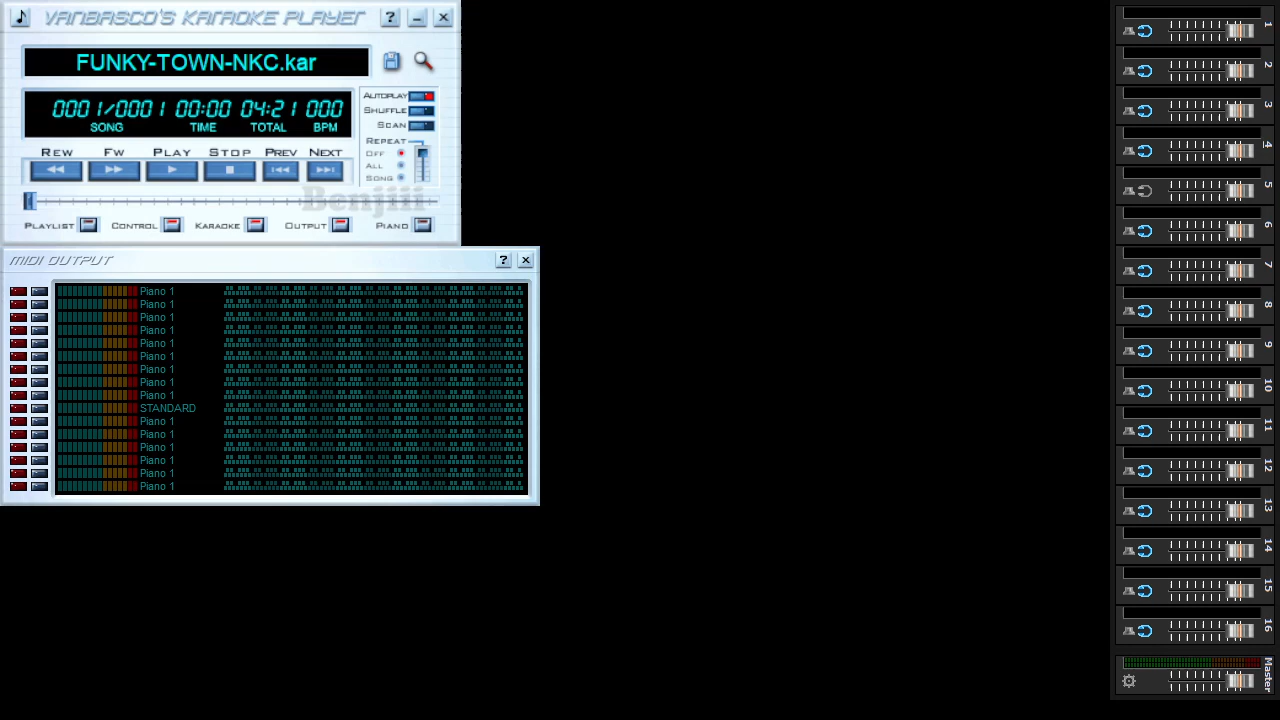 VANBASCO'S KARAOKE PLAYER ?
FUNKY-TOWN-NKC.kar
0001/0001 00:00 04:21 000
SONG TIME TOTAL BPM
AUTOPLAY
SHUFFLE
SCAN
REPEAT
OFF
ALL
SONG
REW FW PLAY STOP PREV NEXT
Benjiii
PLAYLIST CONTROL KARAOKE OUTPUT PIANO
MIDI OUTPUT ?
Piano 1
Piano 1
Piano 1
Piano 1
Piano 1
Piano 1
Piano 1
Piano 1
Piano 1
STANDARD
Piano 1
Piano 1
Piano 1
Piano 1
Piano 1
Piano 1
1
2
3
4
5
6
7
8
9
10
11
12
13
14
15
16
Master